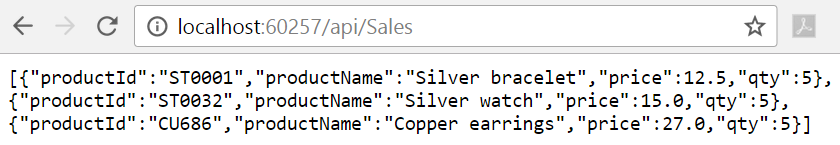 localhost:60257/api/Sales
[{"productId":"ST0001","productName":"Silver bracelet","price":12.5,"qty":5},
{"productId":"ST0032","productName":"Silver watch","price":15.0,"qty":5},
{"productId":"CU686","productName":"Copper earrings","price":27.0,"qty":5}]